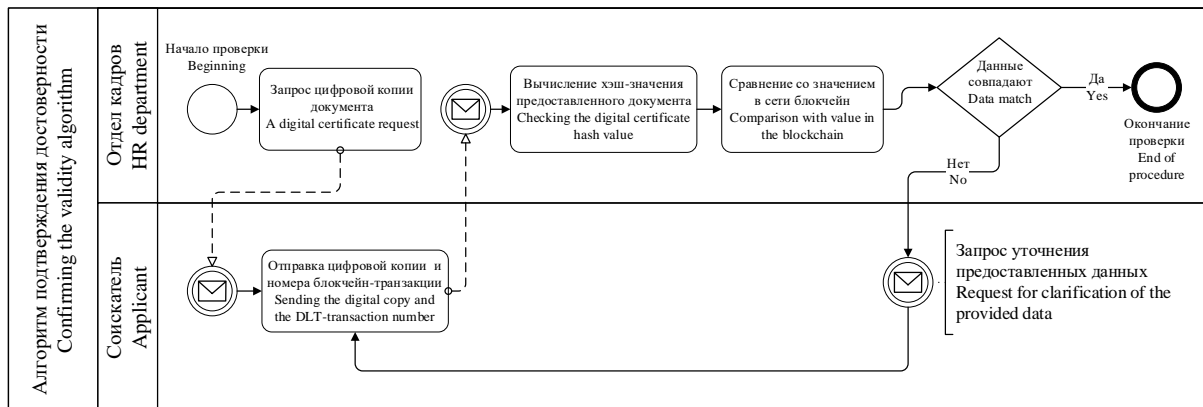 Алгоритм подтверждения достоверности
Confirming the validity algorithm
Отдел кадров
HR department
Начало проверки
Beginning
Запрос цифровой копии
документа
A digital certificate request
Вычисление хэш-значения
предоставленного документа
Checking the digital certificate
hash value
Сравнение со значением
в сети блокчейн
Comparison with value in
the blockchain
Данные
совпадают
Data match
Да
Yes
Окончание
проверки
End of
procedure
Нет
No
Соискатель
Applicant
Отправка цифровой копии и
номера блокчейн-транзакции
Sending the digital copy and
the DLT-transaction number
Запрос уточнения
предоставленных данных
Request for clarification of the
provided data